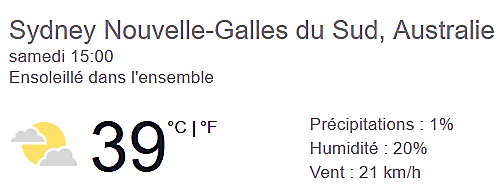 Sydney Nouvelle-Galles du Sud, Australie
samedi 15:00
Ensoleillé dans l'ensemble
39 °C | °F
Précipitations : 1%
Humidité : 20%
Vent : 21 km/h